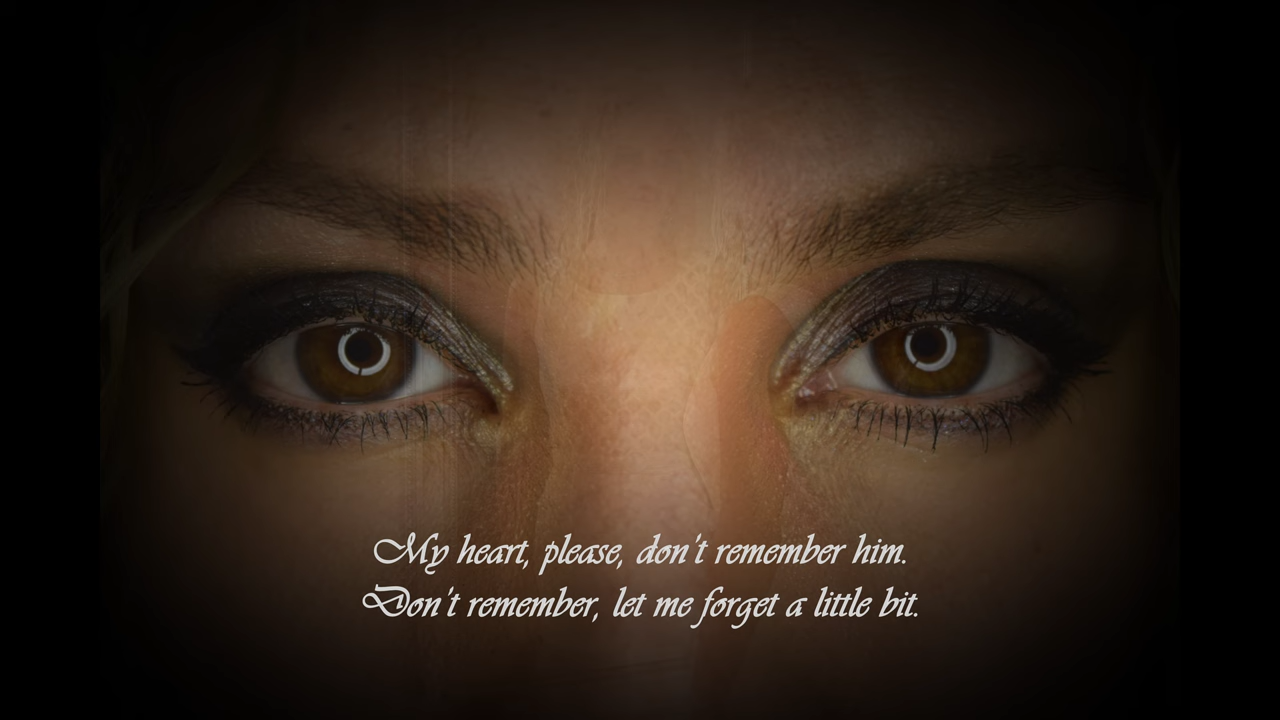 My heart, please, don't remember him.
Don't remember, let me forget a little bit.